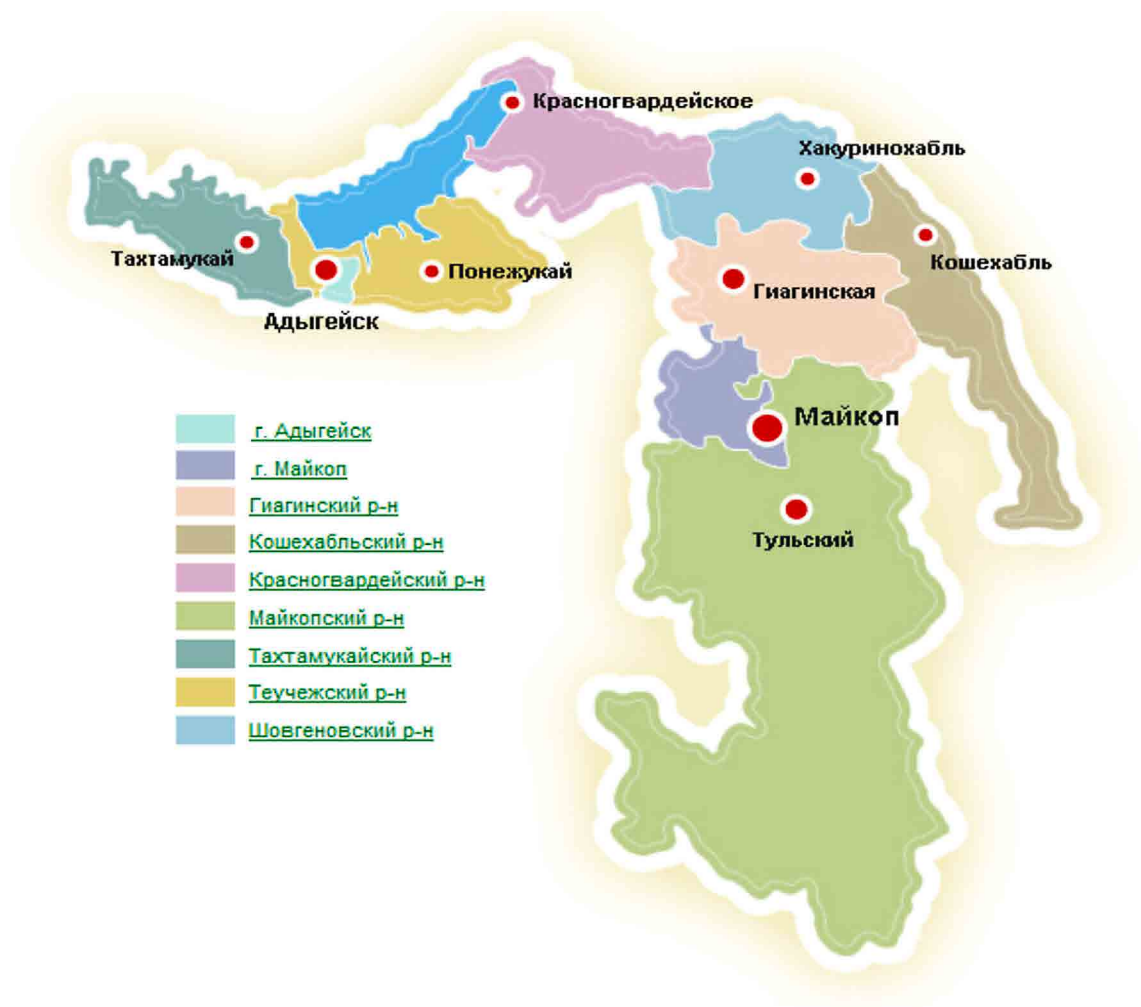 Красногвардейское
Хакуринохабль
Тахтамукай
Понежукай
Кошехабль
Гиагинская
Адыгейск
Майкоп
Тульский
г. Адыгейск
г. Майкоп
Гиагинский р-н
Кошехабльский р-н
Красногвардейский р-н
Майкопский р-н
Тахтамукайский р-н
Теучежский р-н
Шовгеновский р-н